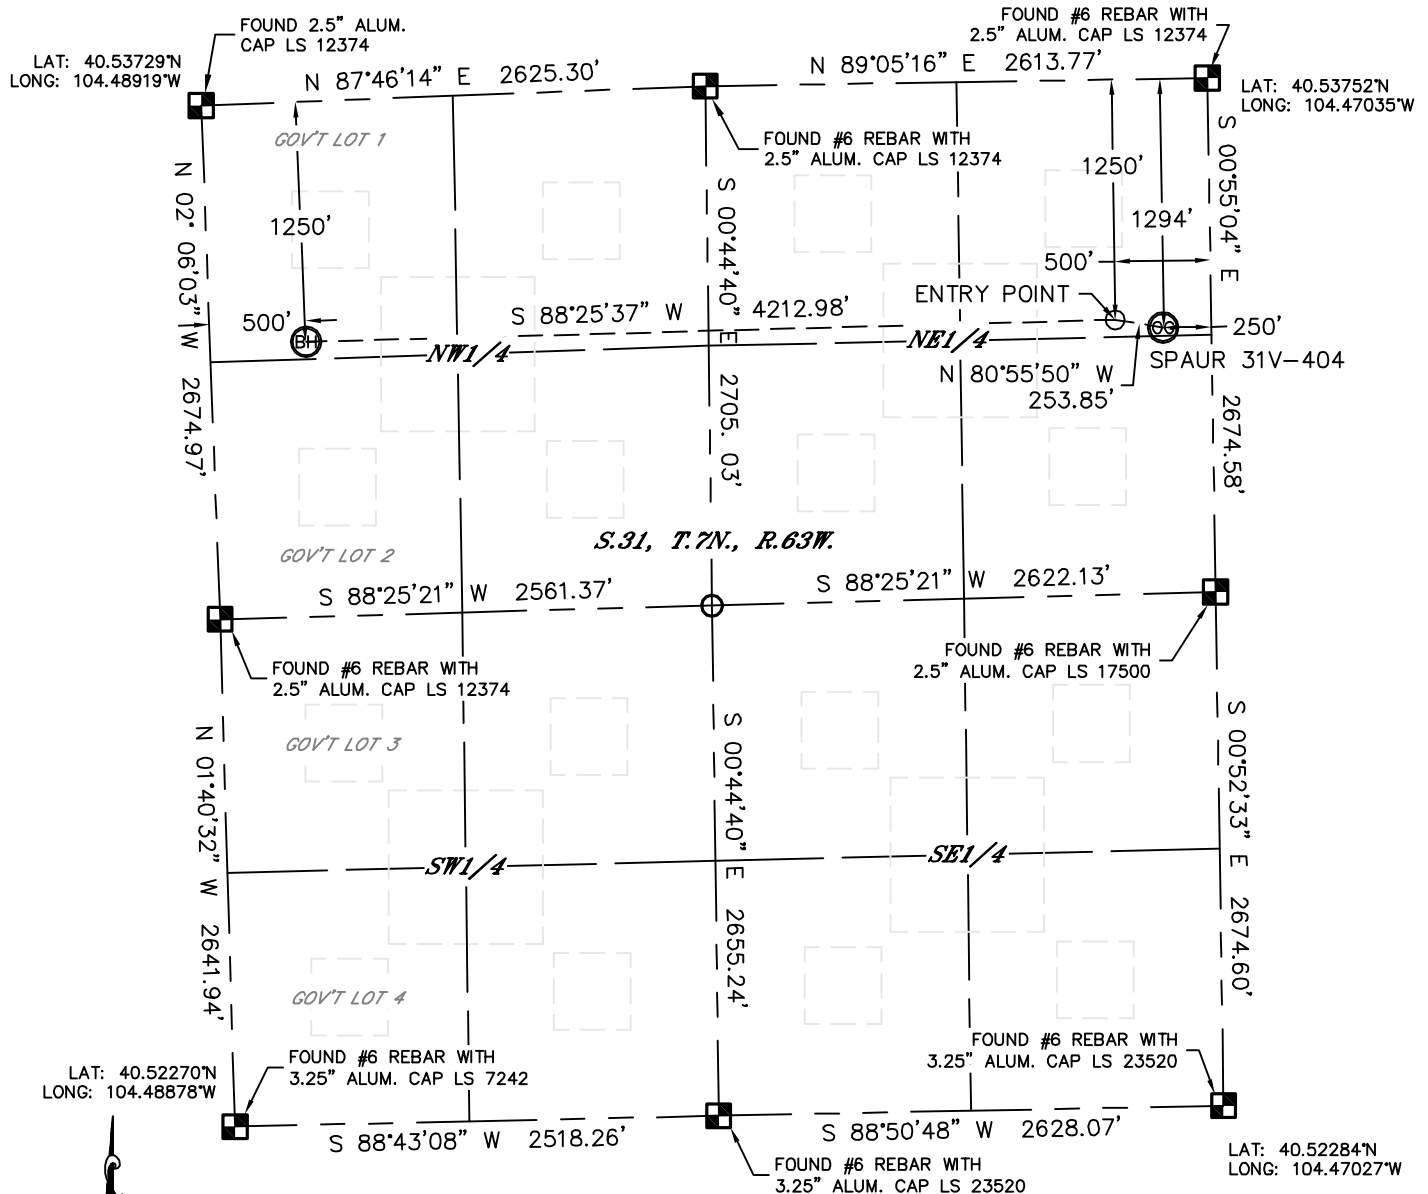 FOUND 2.5” ALUM.
CAP LS 12374
FOUND #6 REBAR WITH
2.5” ALUM. CAP LS 12374
LAT: 40.53729°N
LONG: 104.48919°W
N 87°46'14” E 2625.30'
N 89°05'16” E 2613.77'
LAT: 40.53752°N
LONG: 104.47035°W
GOV'T LOT 1
FOUND #6 REBAR WITH
2.5” ALUM. CAP LS 12374
N 02° 06'03” W 2674.97'
1250'
S 00°44'40” E 2705. 03'
1250'
1294'
S 00°55'04” E 2674.58'
500'
ENTRY POINT
500'
S 88°25'37” W 4212.98'
BH
SG
250'
NW1/4
NE1/4
SPAUR 31V-404
N 80°55'50” W
253.85'
S.31, T.7N., R.63W.
GOV'T LOT 2
S 88°25'21” W 2561.37'
S 88°25'21” W 2622.13'
FOUND #6 REBAR WITH
2.5” ALUM. CAP LS 12374
FOUND #6 REBAR WITH
2.5” ALUM. CAP LS 17500
N 01°40'32” W 2641.94'
GOV'T LOT 3
S 00°44'40” E 2655.24'
S 00°52'33” E 2674.60'
SW1/4
SE1/4
GOV'T LOT 4
LAT: 40.52270°N
LONG: 104.48878°W
FOUND #6 REBAR WITH
3.25” ALUM. CAP LS 7242
FOUND #6 REBAR WITH
3.25” ALUM. CAP LS 23520
S 88°43'08” W 2518.26'
S 88°50'48” W 2628.07'
FOUND #6 REBAR WITH
3.25” ALUM. CAP LS 23520
LAT: 40.52284°N
LONG: 104.47027°W